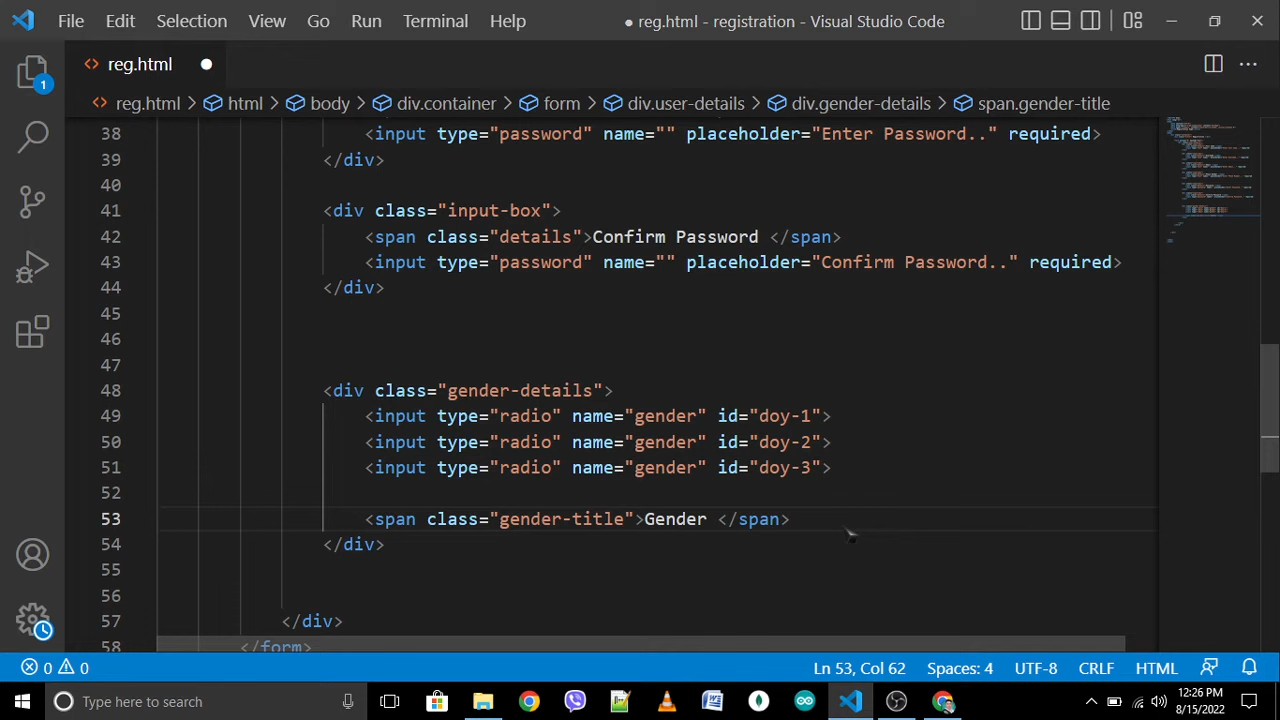 File Edit Selection View Go Run Terminal Help ● reg.html - registration - Visual Studio Code
<> reg.html ●
<> reg.html > html > body > div.container > form > div.user-details > div.gender-details > span.gender-title
38 <input type="password" name="" placeholder="Enter Password.." required>
39 </div>
40
41 <div class="input-box">
42 <span class="details">Confirm Password </span>
43 <input type="password" name="" placeholder="Confirm Password.." required>
44 </div>
45
46
47
48 <div class="gender-details">
49 <input type="radio" name="gender" id="doy-1">
50 <input type="radio" name="gender" id="doy-2">
51 <input type="radio" name="gender" id="doy-3">
52
53 <span class="gender-title">Gender </span>
54 </div>
55
56
57 </div>
58 </form>
1
0 0 Ln 53, Col 62 Spaces: 4 UTF-8 CRLF HTML
Type here to search
12:26 PM
8/15/2022